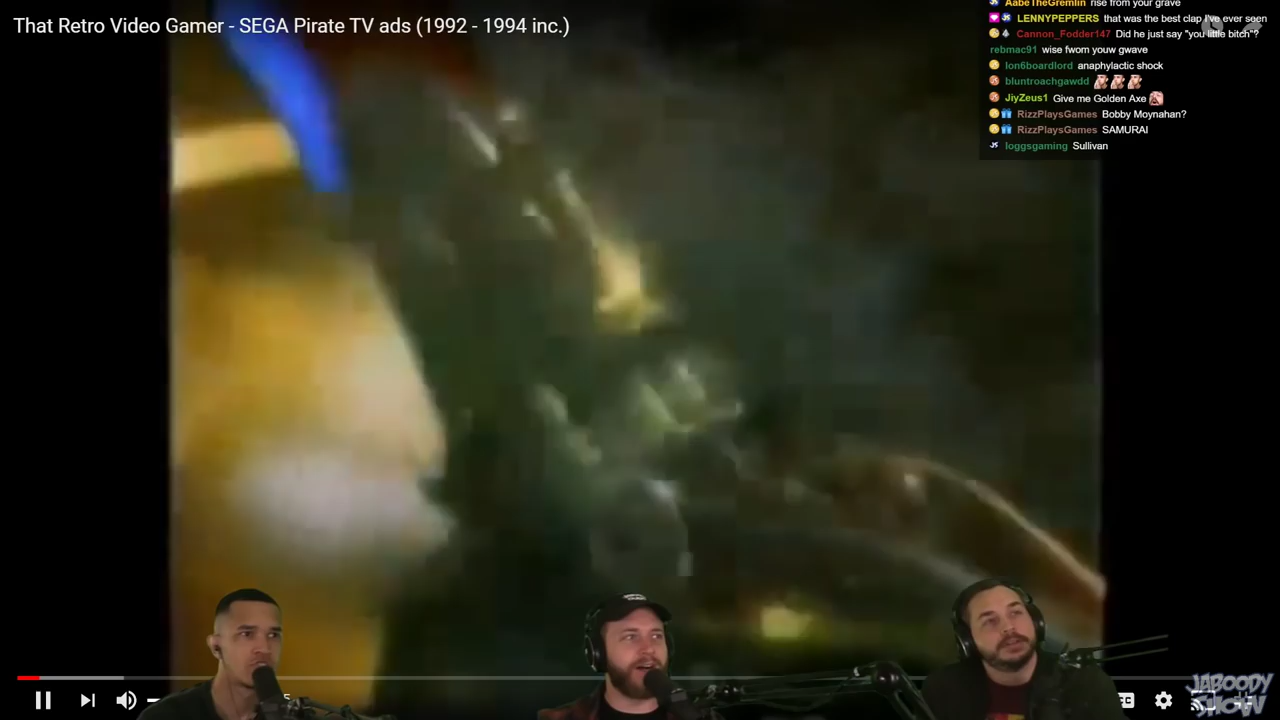 That Retro Video Gamer - SEGA Pirate TV ads (1992 - 1994 inc.)
AabeTheGremlin rise from your grave
LENNYPEPPERS that was the best clap I've ever seen
Cannon_Fodder147 Did he just say "you little bitch"?
rebmac91 wise fwom youw gwave
lon6boardlord anaphylactic shock
bluntroachgawdd
JiyZeus1 Give me Golden Axe
RizzPlaysGames Bobby Moynahan?
RizzPlaysGames SAMURAI
loggsgaming Sullivan
CC
JABOODY
SHOW